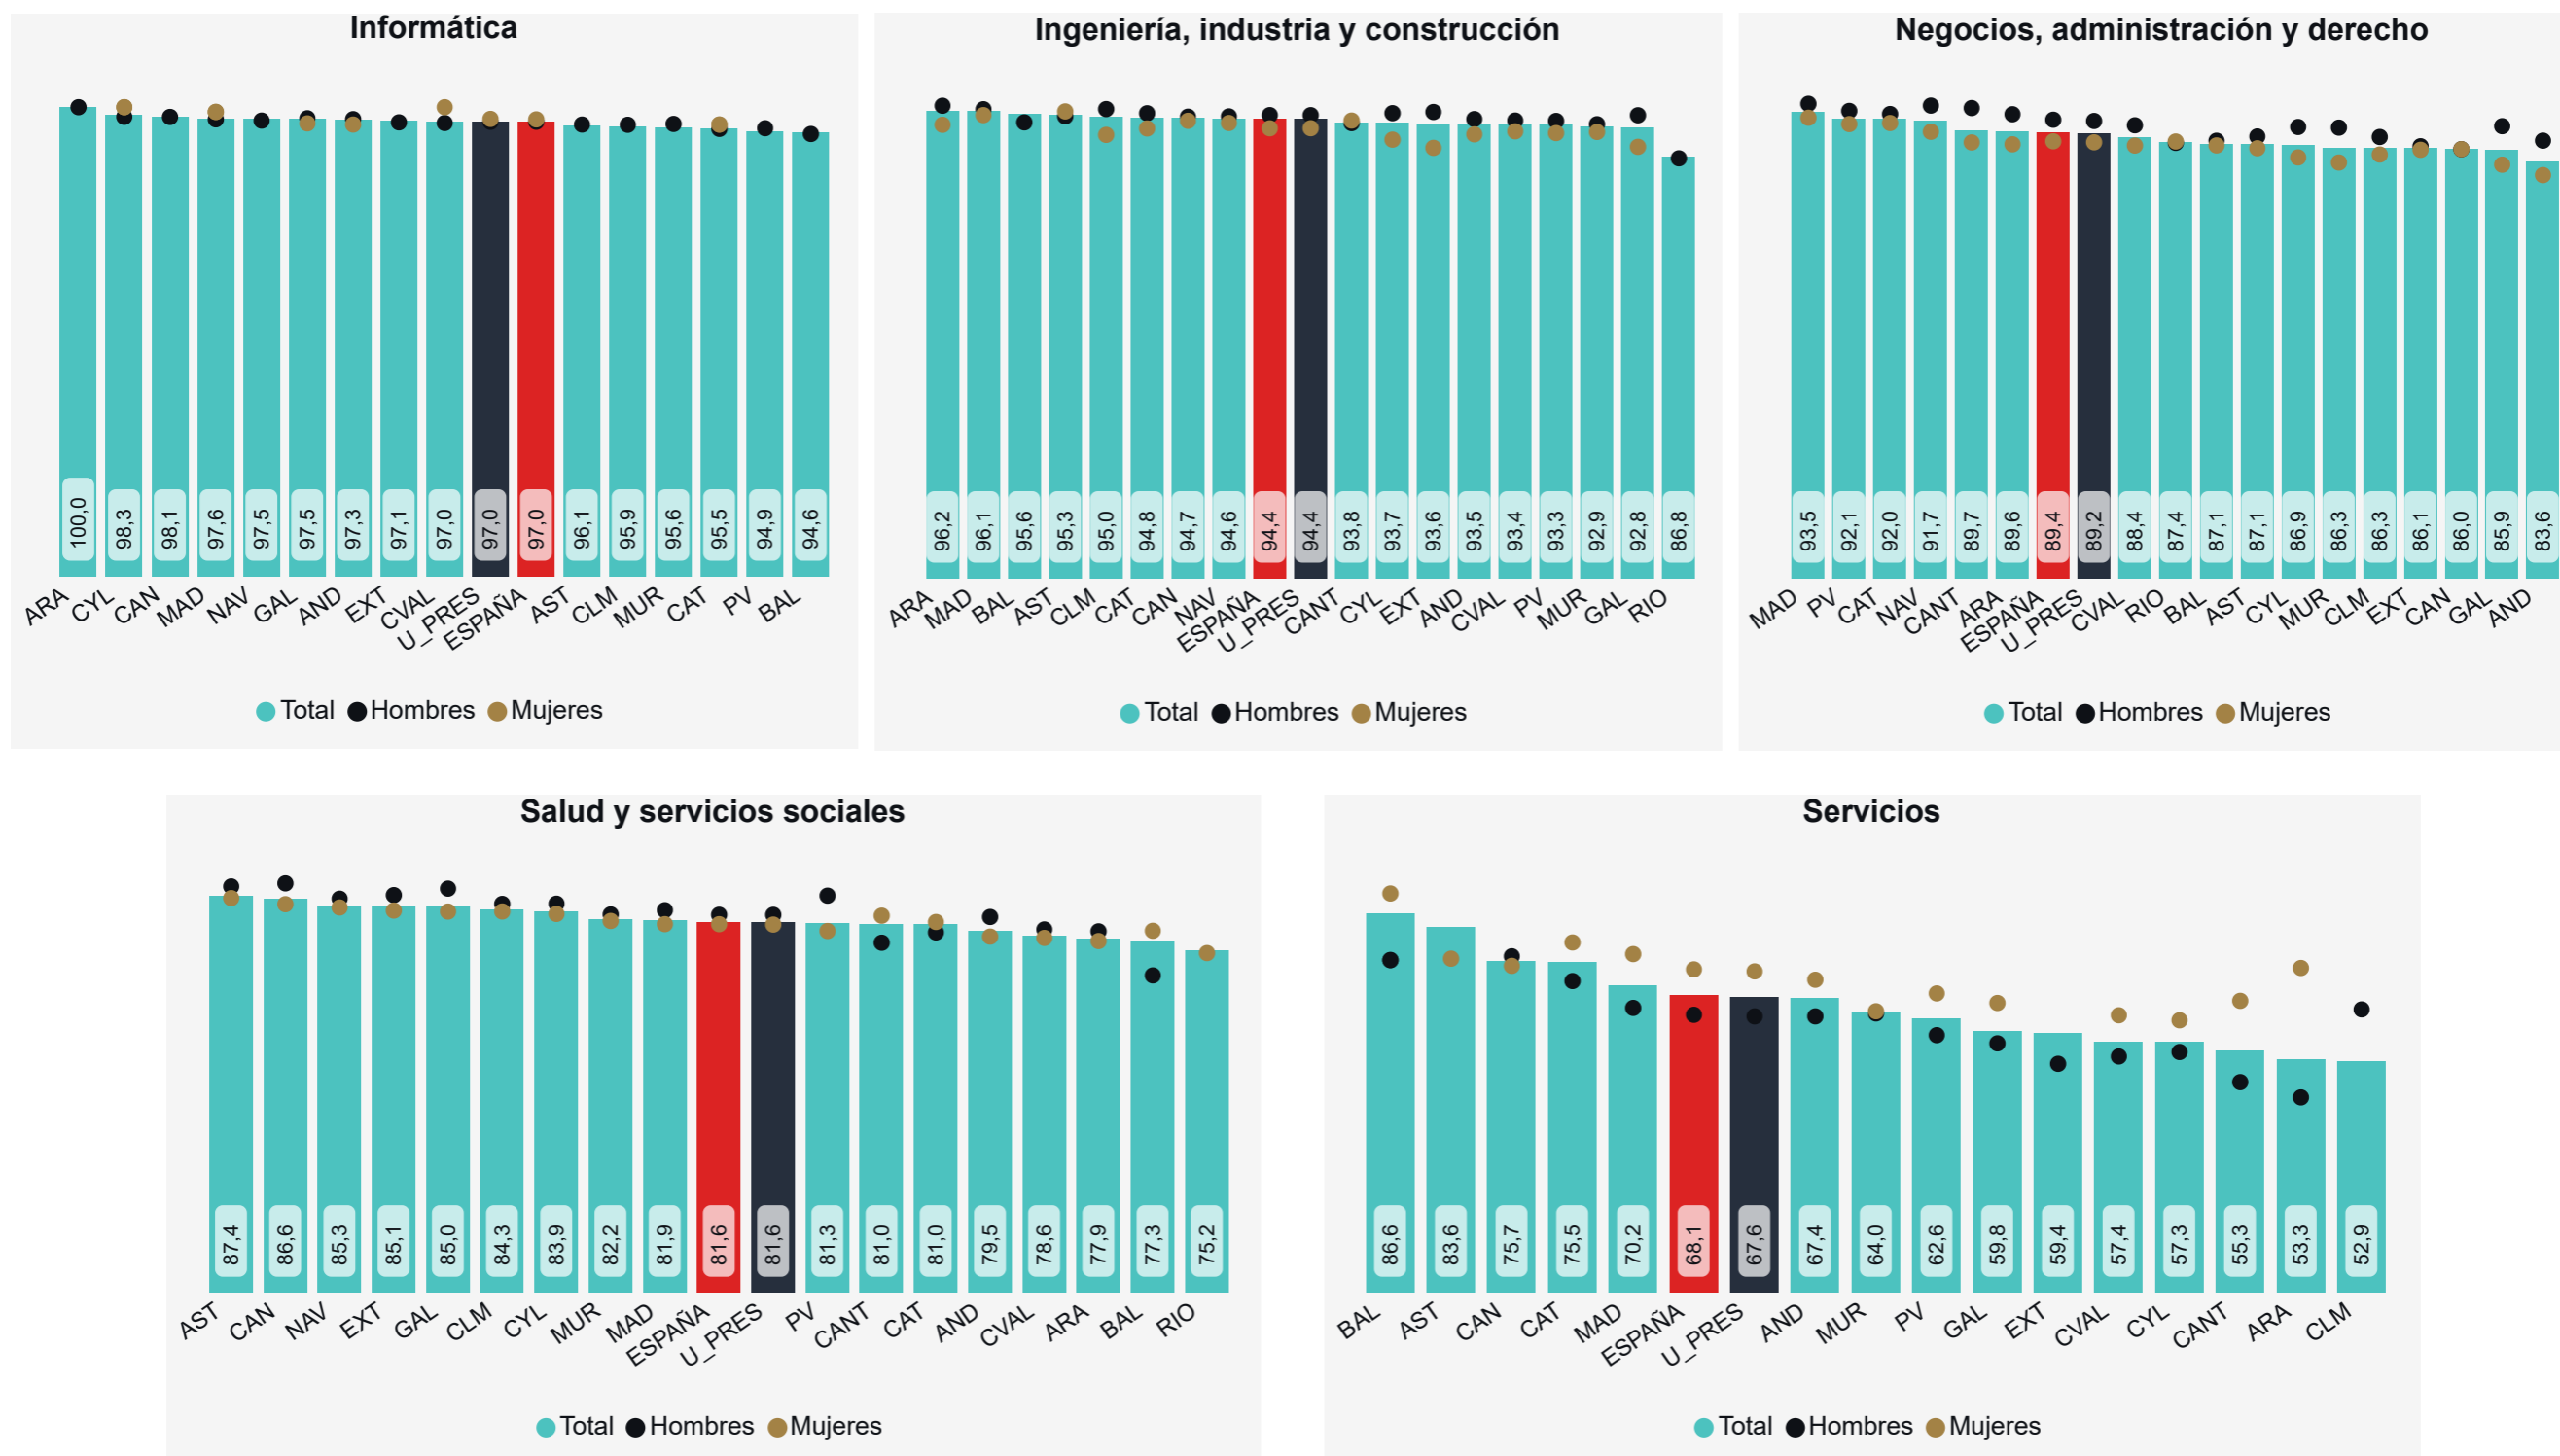 Informática
100,0 98,3 98,1 97,6 97,5 97,5 97,3 97,1 97,0 97,0 97,0 96,1 95,9 95,6 95,5 94,9 94,6
ARA CYL CAN MAD NAV GAL AND EXT CVAL U_PRES ESPAÑA AST CLM MUR CAT PV BAL
Total Hombres Mujeres
Ingeniería, industria y construcción
96,2 96,1 95,6 95,3 95,0 94,8 94,7 94,6 94,4 94,4 93,8 93,7 93,6 93,5 93,4 93,3 92,9 92,8 86,8
ARA MAD BAL AST CLM CAT CAN NAV ESPAÑA U_PRES CANT CYL EXT AND CVAL PV MUR GAL RIO
Total Hombres Mujeres
Negocios, administración y derecho
93,5 92,1 92,0 91,7 89,7 89,6 89,4 89,2 88,4 87,4 87,1 87,1 86,9 86,3 86,3 86,1 86,0 85,9 83,6
MAD PV CAT NAV CANT ARA ESPAÑA U_PRES CVAL RIO BAL AST CYL MUR CLM EXT CAN GAL AND
Total Hombres Mujeres
Salud y servicios sociales
87,4 86,6 85,3 85,1 85,0 84,3 83,9 82,2 81,9 81,6 81,6 81,3 81,0 81,0 79,5 78,6 77,9 77,3 75,2
AST CAN NAV EXT GAL CLM CYL MUR MAD ESPAÑA U_PRES PV CANT CAT AND CVAL ARA BAL RIO
Total Hombres Mujeres
Servicios
86,6 83,6 75,7 75,5 70,2 68,1 67,6 67,4 64,0 62,6 59,8 59,4 57,4 57,3 55,3 53,3 52,9
BAL AST CAN CAT MAD ESPAÑA U_PRES AND MUR PV GAL EXT CVAL CYL CANT ARA CLM
Total Hombres Mujeres